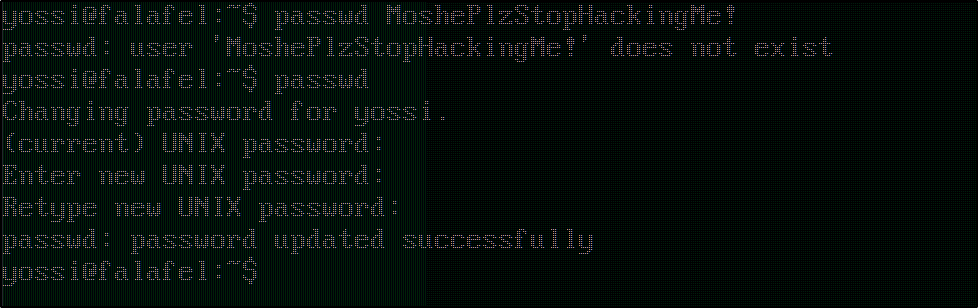 yossi@falafel:~$ passwd MoshePlzStopHackingMe!
passwd: user 'MoshePlzStopHackingMe!' does not exist
yossi@falafel:~$ passwd
Changing password for yossi.
(current) UNIX password:
Enter new UNIX password:
Retype new UNIX password:
passwd: password updated successfully
yossi@falafel:~$